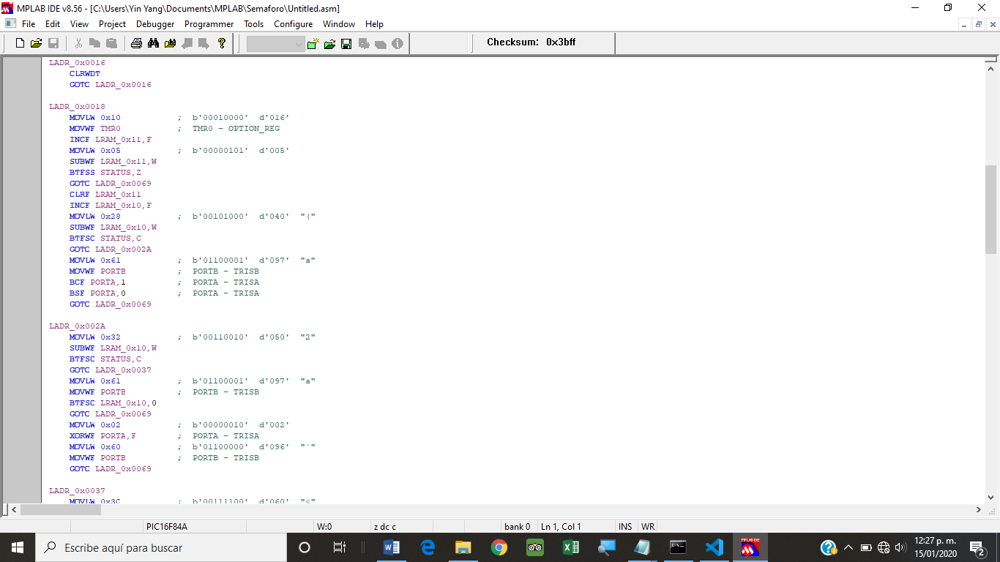 MPLAB IDE v8.56 - [C:\Users\Yin Yang\Documents\MPLAB\Semaforo\Untitled.asm]
File Edit View Project Debugger Programmer Tools Configure Window Help
Checksum: 0x3bff
LADR_0x0016
CLRWDT
GOTO LADR_0x0016
LADR_0x0018
MOVLW 0x10 ; b'00010000' d'016'
MOVWF TMR0 ; TMR0 - OPTION_REG
INCF LRAM_0x11,F
MOVLW 0x05 ; b'00000101' d'005'
SUBWF LRAM_0x11,W
BTFSS STATUS,Z
GOTO LADR_0x0069
CLRF LRAM_0x11
INCF LRAM_0x10,F
MOVLW 0x28 ; b'00101000' d'040' "("
SUBWF LRAM_0x10,W
BTFSC STATUS,C
GOTO LADR_0x002A
MOVLW 0x61 ; b'01100001' d'097' "a"
MOVWF PORTB ; PORTB - TRISB
BCF PORTA,1 ; PORTA - TRISA
BSF PORTA,0 ; PORTA - TRISA
GOTO LADR_0x0069
LADR_0x002A
MOVLW 0x32 ; b'00110010' d'050' "2"
SUBWF LRAM_0x10,W
BTFSC STATUS,C
GOTO LADR_0x0037
MOVLW 0x61 ; b'01100001' d'097' "a"
MOVWF PORTB ; PORTB - TRISB
BTFSC LRAM_0x10,0
GOTO LADR_0x0069
MOVLW 0x02 ; b'00000010' d'002'
XORWF PORTA,F ; PORTA - TRISA
MOVLW 0x60 ; b'01100000' d'096' "`"
MOVWF PORTB ; PORTB - TRISB
GOTO LADR_0x0069
LADR_0x0037
MOVLW 0x3C ; b'00111100' d'060' "<"
PIC16F84A W:0 z dc c bank 0 Ln 1, Col 1 INS WR
Escribe aquí para buscar
12:27 p. m.
15/01/2020
2